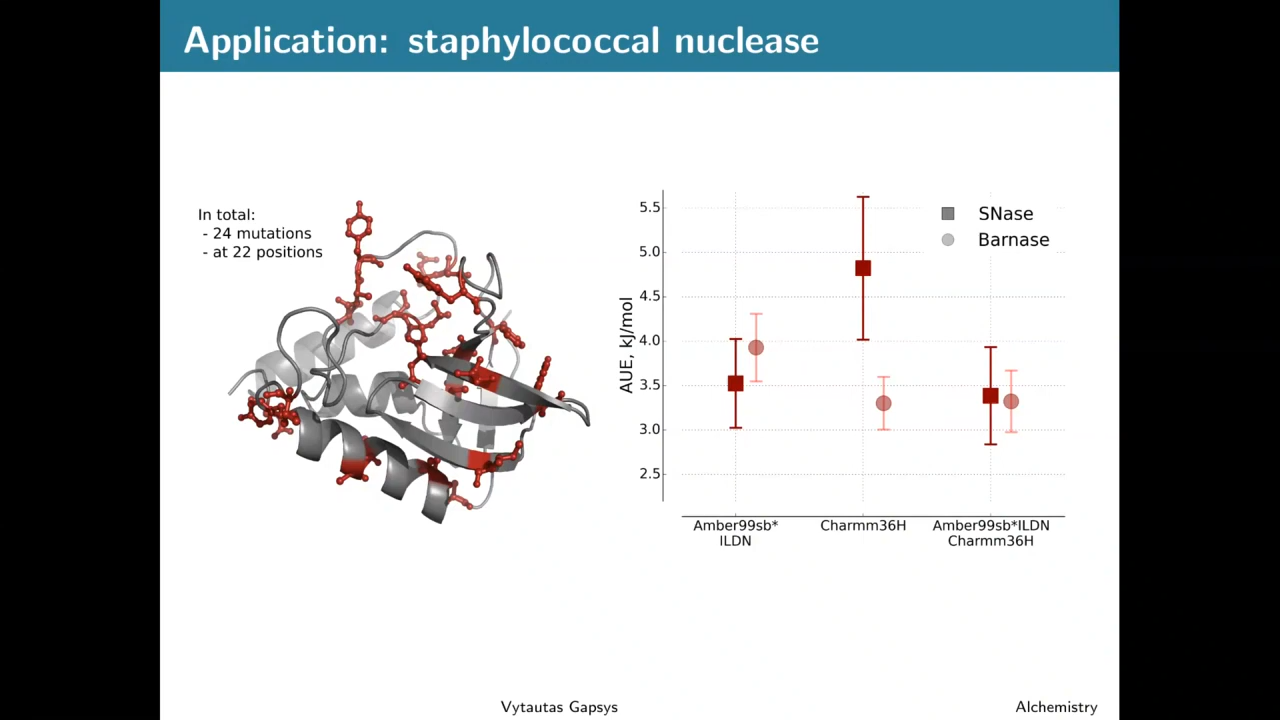 Application: staphylococcal nuclease
In total:
- 24 mutations
- at 22 positions
AUE, kJ/mol
5.5
5.0
4.5
4.0
3.5
3.0
2.5
SNase
Barnase
Amber99sb*
ILDN
Charmm36H
Amber99sb*ILDN
Charmm36H
Vytautas Gapsys
Alchemistry